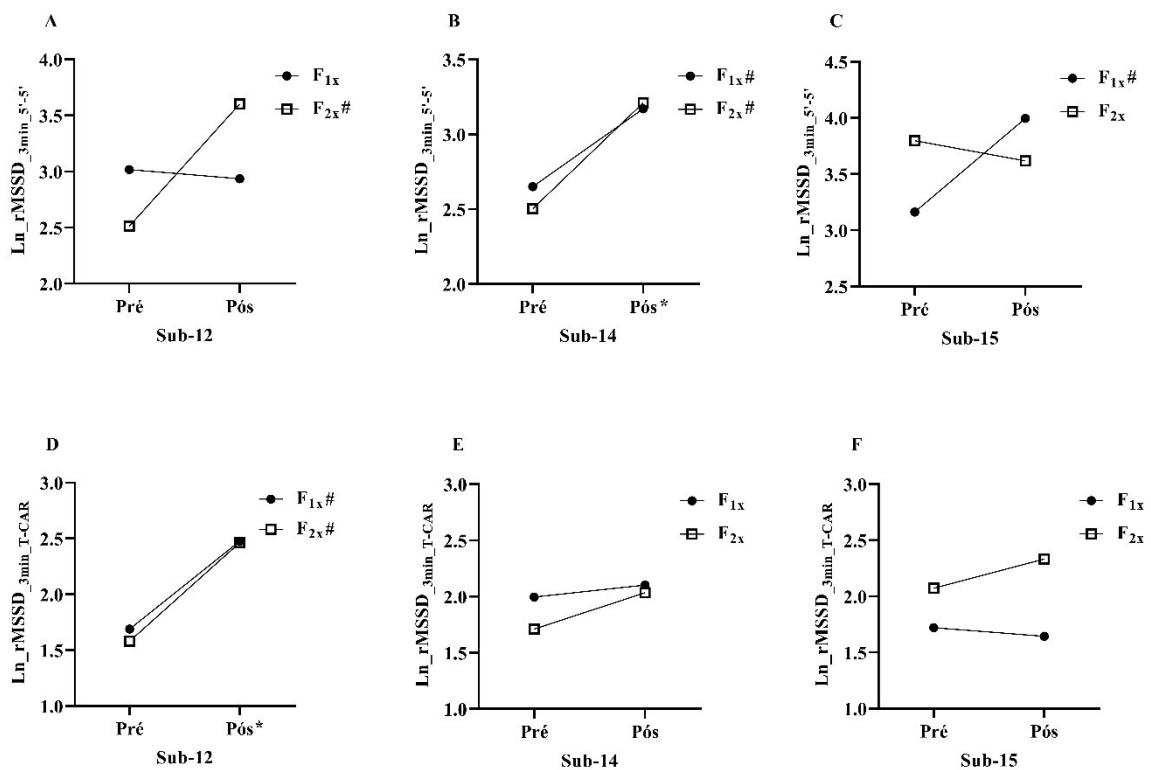 A
Ln_rMSSD_3min_5'-5'
4.0
3.5
3.0
2.5
2.0
F1x
F2x#
Pré
Pós
Sub-12
B
Ln_rMSSD_3min_5'-5'
3.5
3.0
2.5
2.0
F1x#
F2x#
Pré
Pós*
Sub-14
C
Ln_rMSSD_3min_5'-5'
4.5
4.0
3.5
3.0
2.5
F1x#
F2x
Pré
Pós
Sub-15
D
Ln_rMSSD_3min_T-CAR
3.0
2.5
2.0
1.5
1.0
F1x#
F2x#
Pré
Pós*
Sub-12
E
Ln_rMSSD_3min_T-CAR
3.0
2.5
2.0
1.5
1.0
F1x
F2x
Pré
Pós
Sub-14
F
Ln_rMSSD_3min_T-CAR
3.0
2.5
2.0
1.5
1.0
F1x
F2x
Pré
Pós
Sub-15